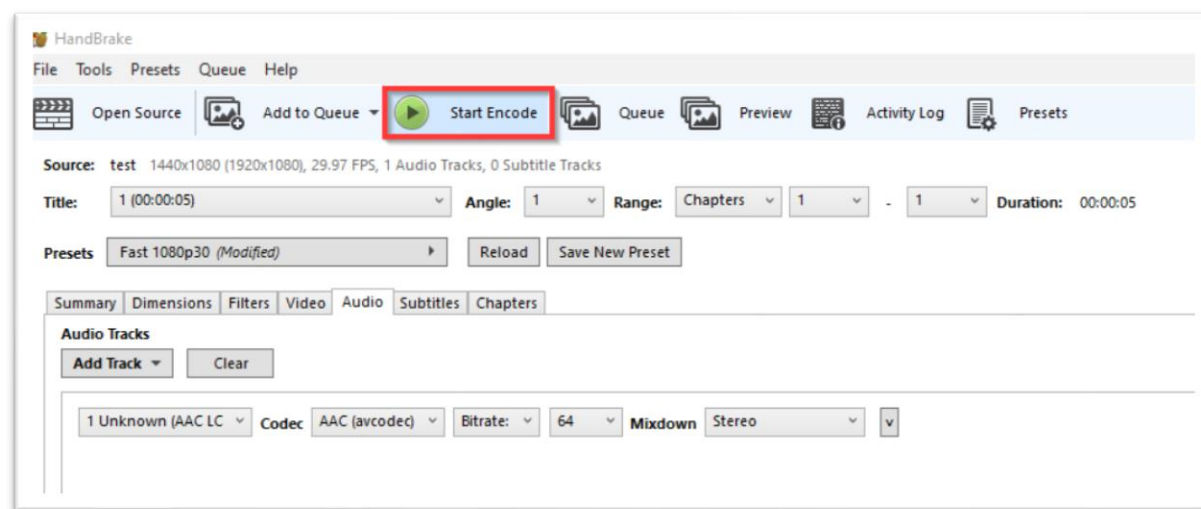 HandBrake
File Tools Presets Queue Help
Open Source Add to Queue Start Encode Queue Preview Activity Log Presets
Source: test 1440x1080 (1920x1080), 29.97 FPS, 1 Audio Tracks, 0 Subtitle Tracks
Title: 1 (00:00:05) Angle: 1 Range: Chapters 1 - 1 Duration: 00:00:05
Presets Fast 1080p30 (Modified) Reload Save New Preset
Summary Dimensions Filters Video Audio Subtitles Chapters
Audio Tracks
Add Track Clear
1 Unknown (AAC LC Codec AAC (avcodec) Bitrate: 64 Mixdown Stereo v